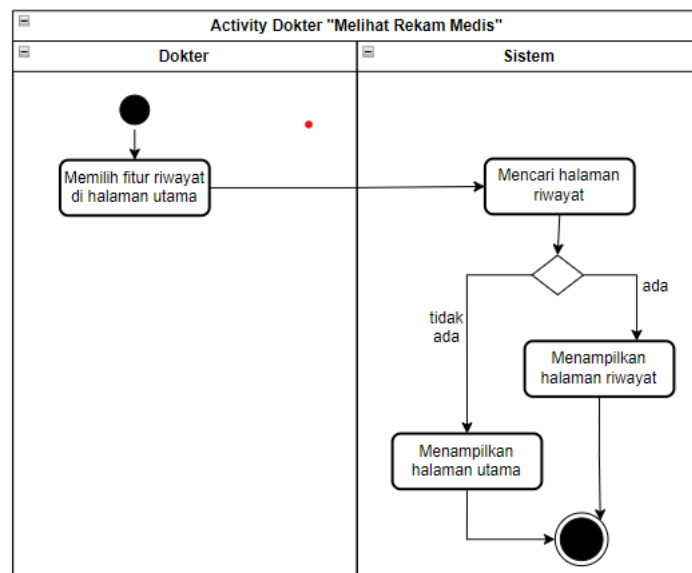 Activity Dokter "Melihat Rekam Medis"
Dokter
Sistem
Memilih fitur riwayat
di halaman utama
Mencari halaman
riwayat
ada
tidak
ada
Menampilkan
halaman riwayat
Menampilkan
halaman utama